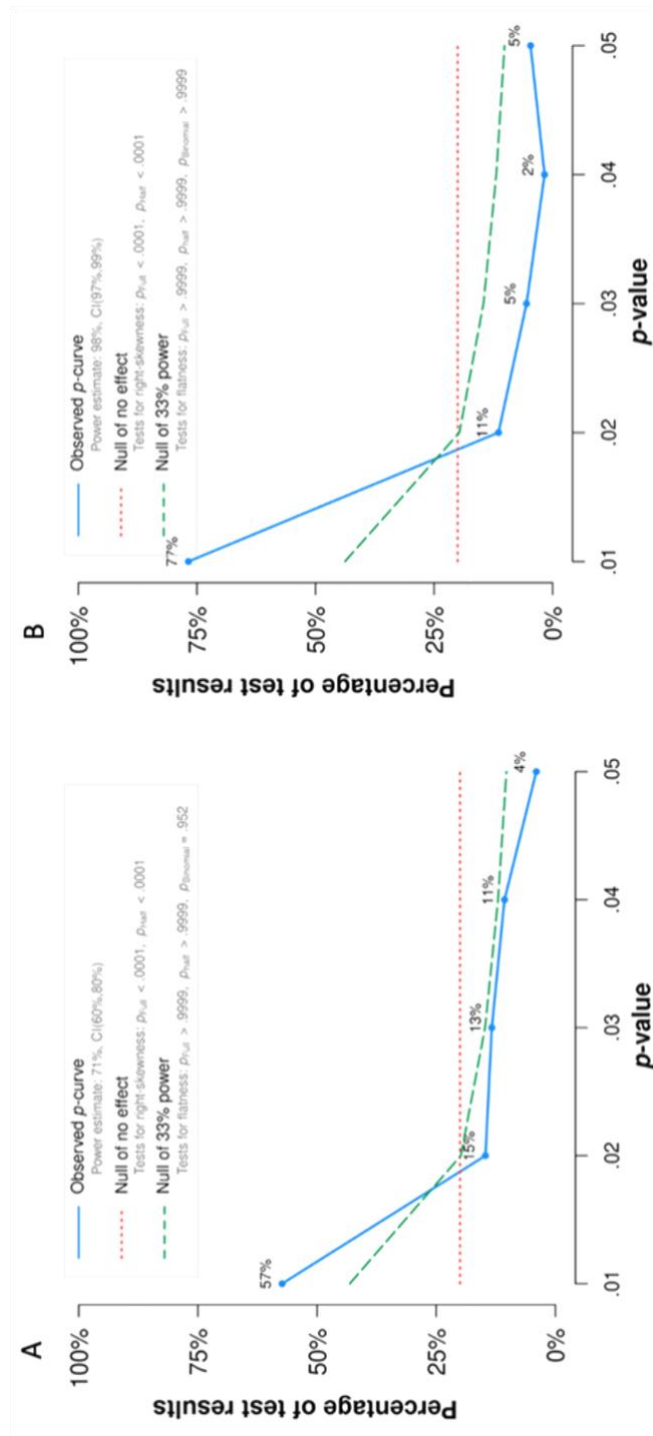 A
Percentage of test results
100%
75%
50%
25%
0%
Observed p-curve
Power estimate: 71%, CI(60%,80%)
Null of no effect
Tests for right-skewness: pFull < .0001, pHalf < .0001
Null of 33% power
Tests for flatness: pFull > .9999, pHalf > .9999, pBinomial = .952
57%
15%
13%
11%
4%
.01
.02
.03
.04
.05
p-value
B
Percentage of test results
100%
75%
50%
25%
0%
Observed p-curve
Power estimate: 98%, CI(97%,99%)
Null of no effect
Tests for right-skewness: pFull < .0001, pHalf < .0001
Null of 33% power
Tests for flatness: pFull > .9999, pHalf > .9999, pBinomial > .9999
77%
11%
5%
2%
5%
.01
.02
.03
.04
.05
p-value